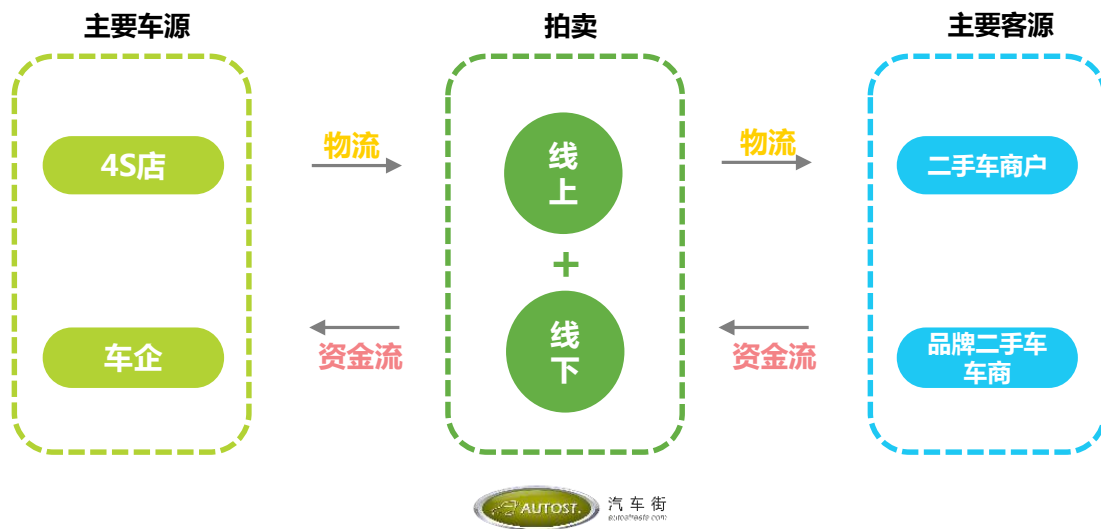 主要车源
拍卖
主要客源
4S店
物流
线
上
物流
二手车商户
+
车企
资金流
线
下
资金流
品牌二手车
车商
AUTOST.
汽车街